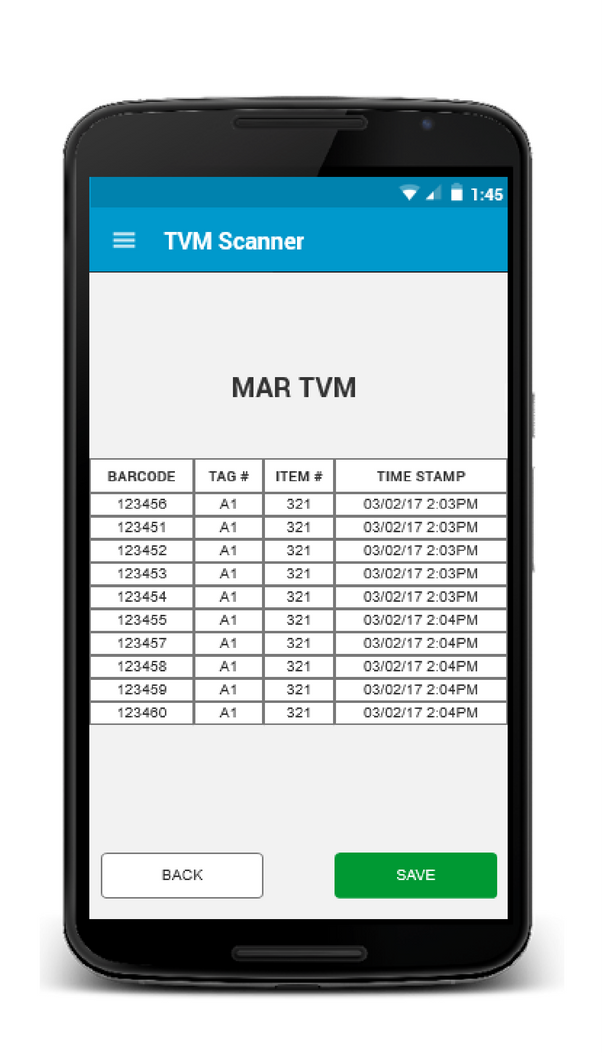 1:45
TVM Scanner
MAR TVM
BARCODE TAG # ITEM # TIME STAMP
123456 A1 321 03/02/17 2:03PM
123451 A1 321 03/02/17 2:03PM
123452 A1 321 03/02/17 2:03PM
123453 A1 321 03/02/17 2:03PM
123454 A1 321 03/02/17 2:03PM
123455 A1 321 03/02/17 2:04PM
123457 A1 321 03/02/17 2:04PM
123458 A1 321 03/02/17 2:04PM
123459 A1 321 03/02/17 2:04PM
123460 A1 321 03/02/17 2:04PM
BACK SAVE